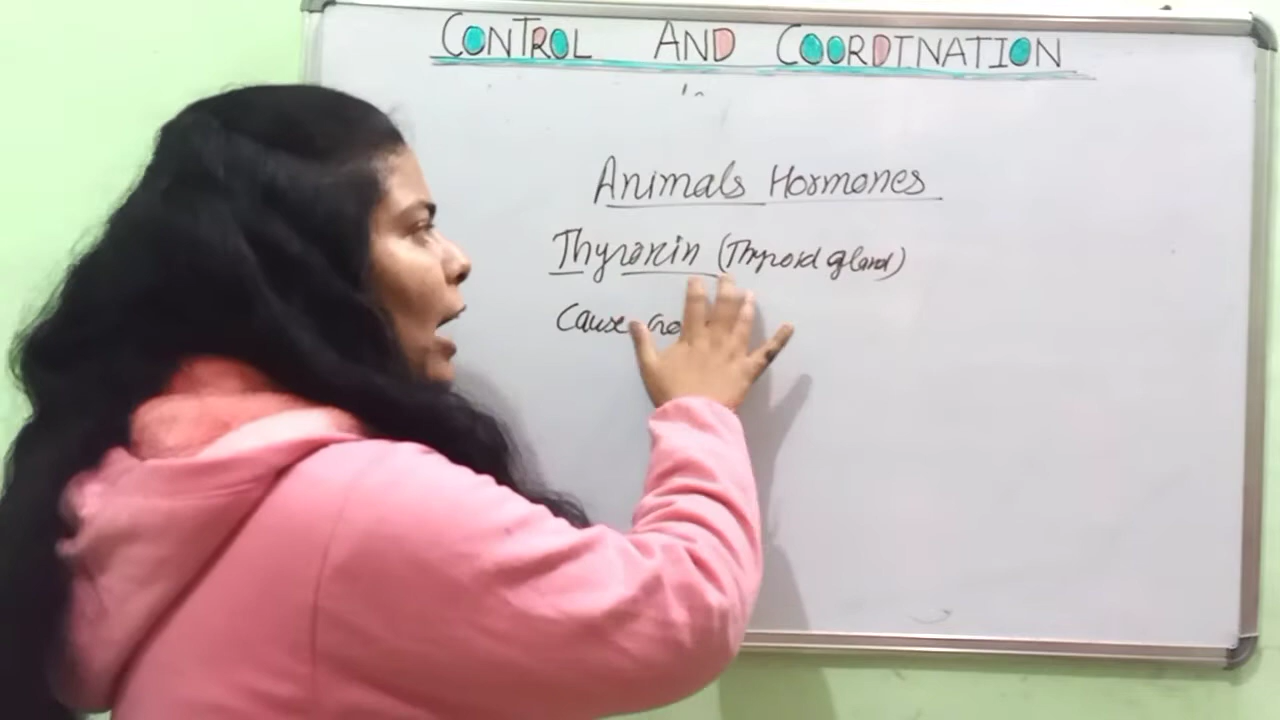 CONTROL AND COORDINATION
Animals Hormones
Thyroxin (Thyroid gland)
Cause